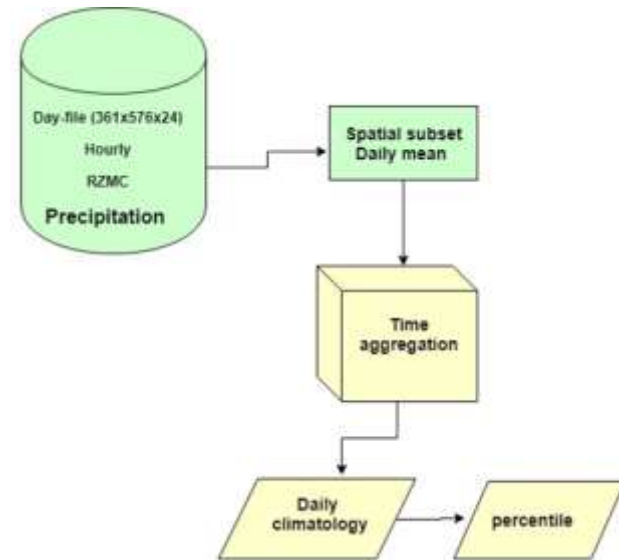 Day-file (361x576x24)
Hourly
RZMC
Precipitation
Spatial subset
Daily mean
Time
aggregation
Daily
climatology
percentile